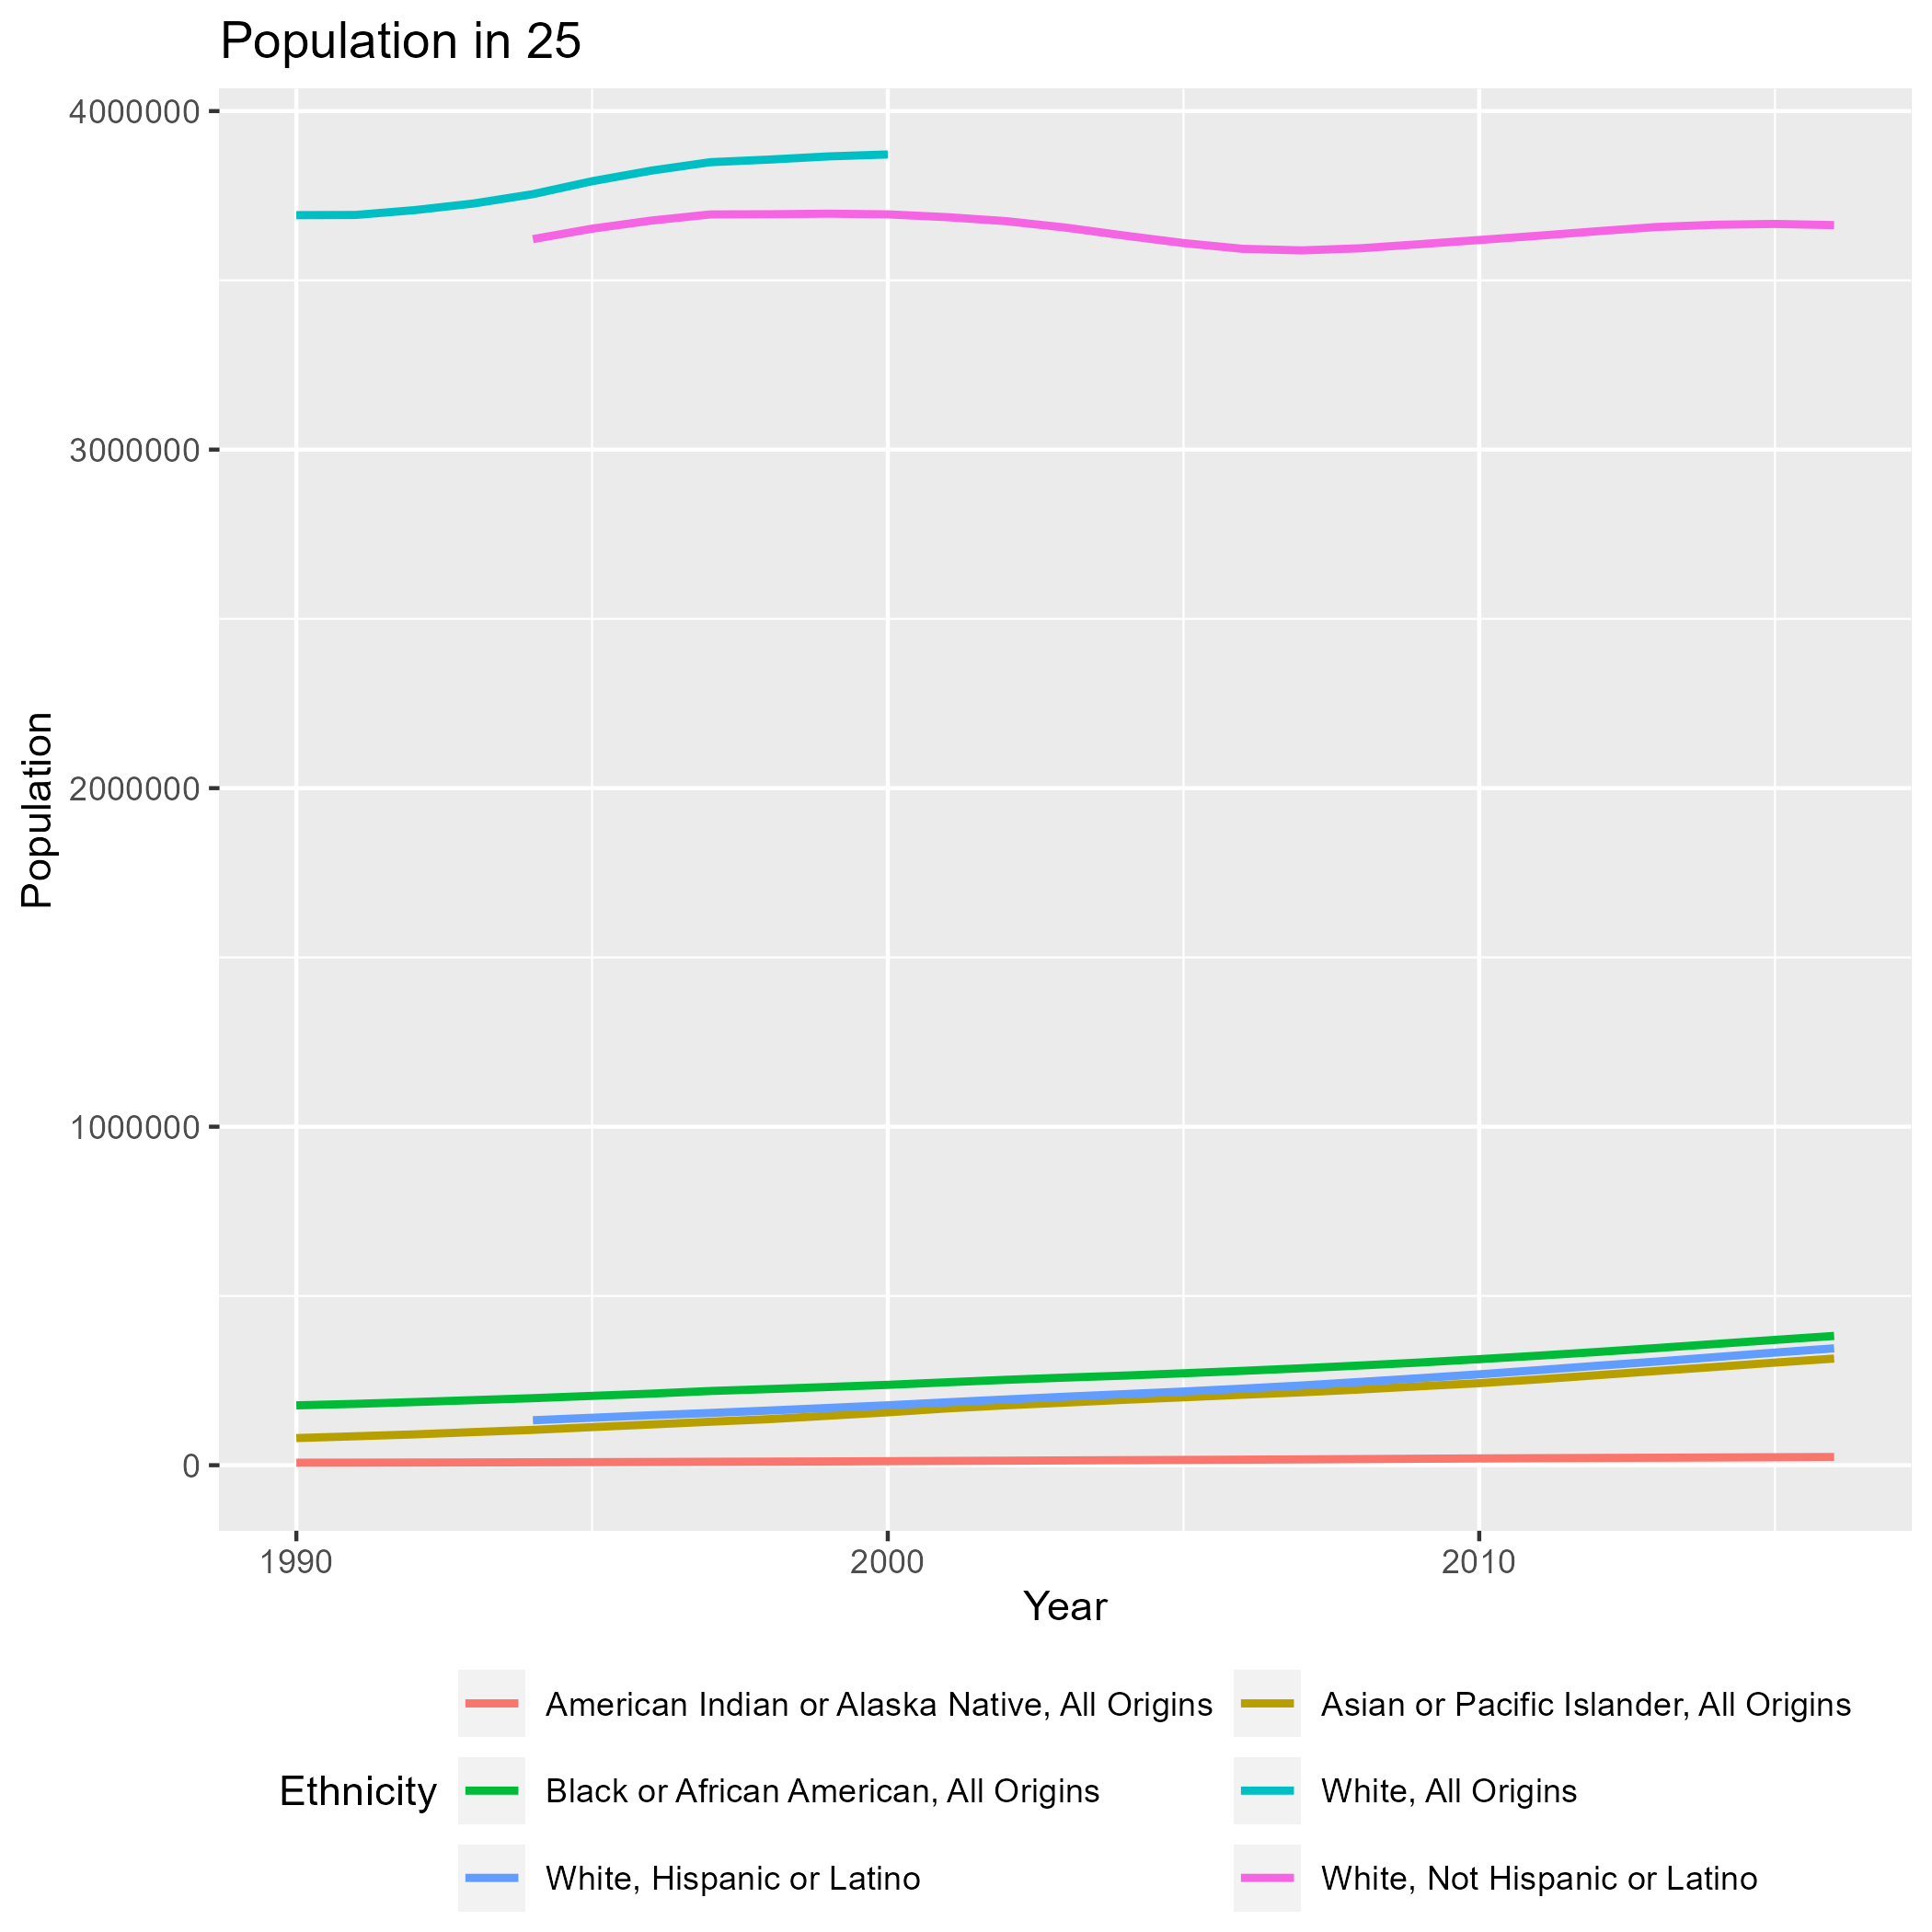 Population in 25
4000000
3000000
2000000
1000000
0
Population
1990 2000 2010
Year
Ethnicity
American Indian or Alaska Native, All Origins
Asian or Pacific Islander, All Origins
Black or African American, All Origins
White, All Origins
White, Hispanic or Latino
White, Not Hispanic or Latino